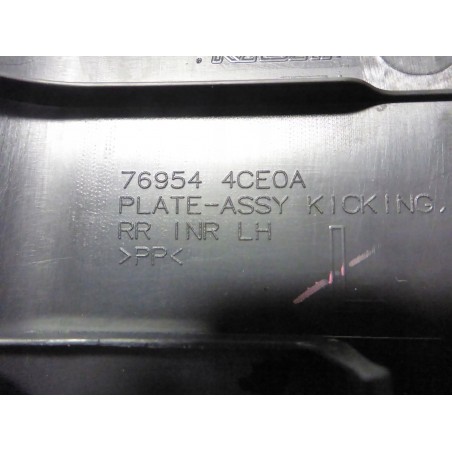 76954 4CE0A
PLATE-ASSY KICKING,
RR INR LH
>PP<